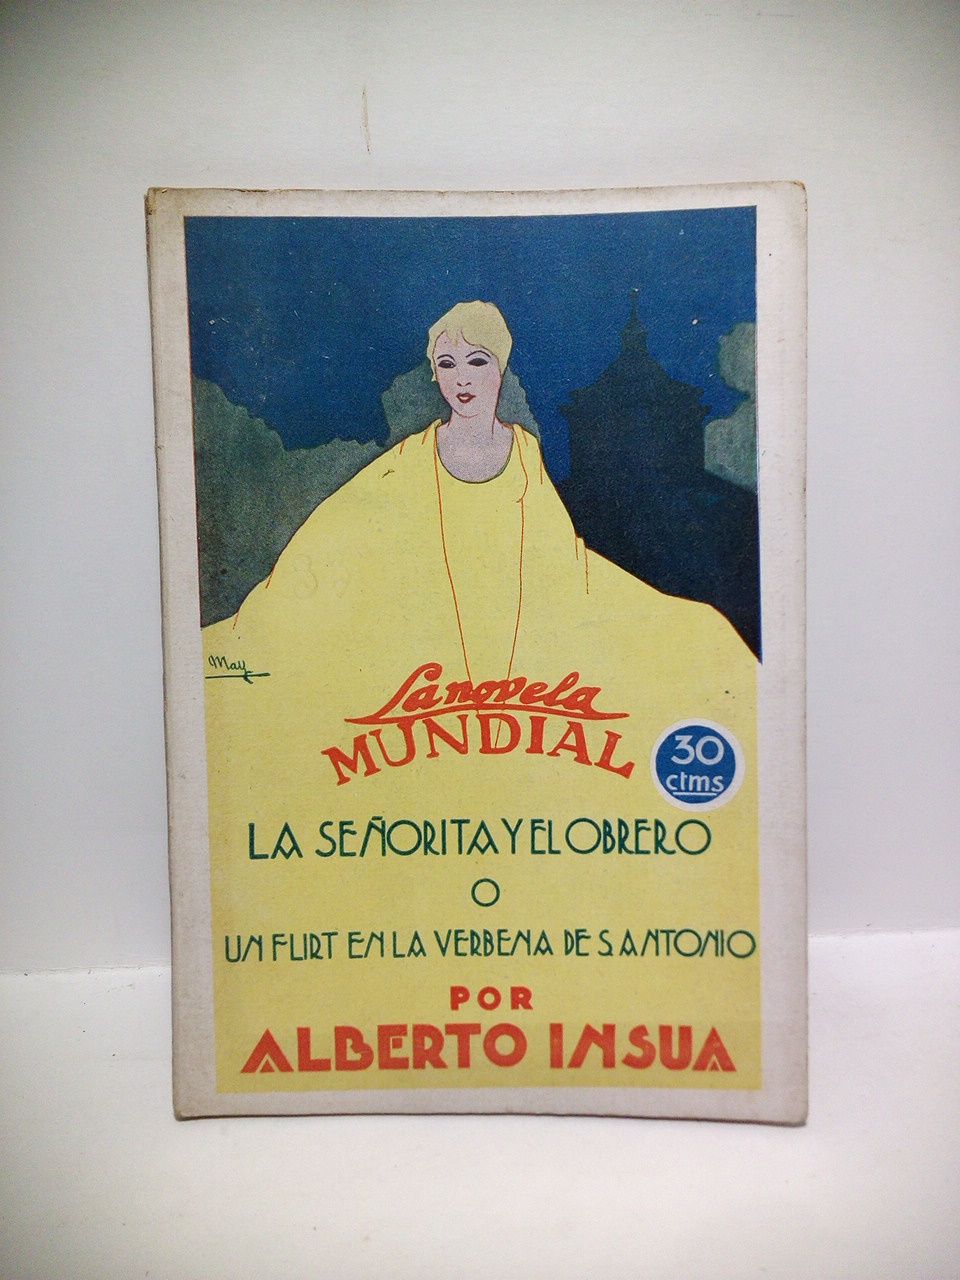 May
La novela
MUNDIAL
30
ctms
LA SEÑORITA Y EL OBRERO
O
UN FLIRT EN LA VERBENA DE S. ANTONIO
POR
ALBERTO INSUA